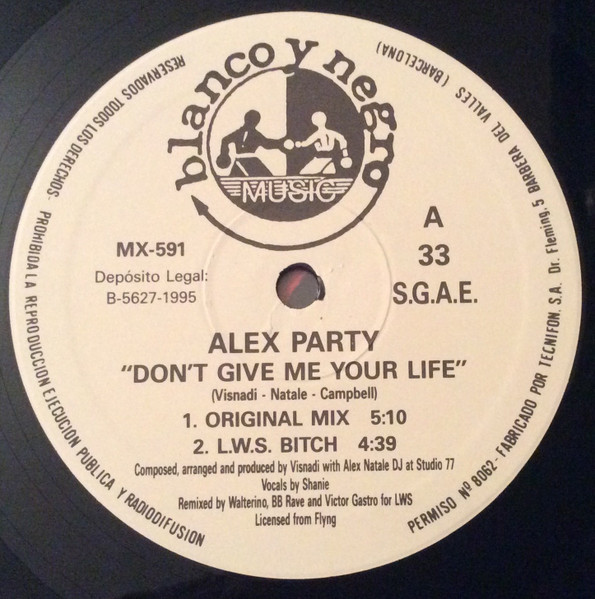 blanco y negro
MUSIC
MX-591
Depósito Legal:
B-5627-1995
A
33
S.G.A.E.
ALEX PARTY
"DON'T GIVE ME YOUR LIFE"
(Visnadi - Natale - Campbell)
1. ORIGINAL MIX 5:10
2. L.W.S. BITCH 4:39
Composed, arranged and produced by Visnadi with Alex Natale DJ at Studio 77
Vocals by Shanie
Remixed by Walterino, BB Rave and Victor Gastro for LWS
Licensed from Flyng
RESERVADOS TODOS LOS DERECHOS· PROHIBIDA LA REPRODUCCION EJECUCION PUBLICA Y RADIODIFUSION
PERMISO Nº 8062· FABRICADO POR TECNIFON, S.A. Dr. Fleming, 5 BARBERA DEL VALLES (BARCELONA)